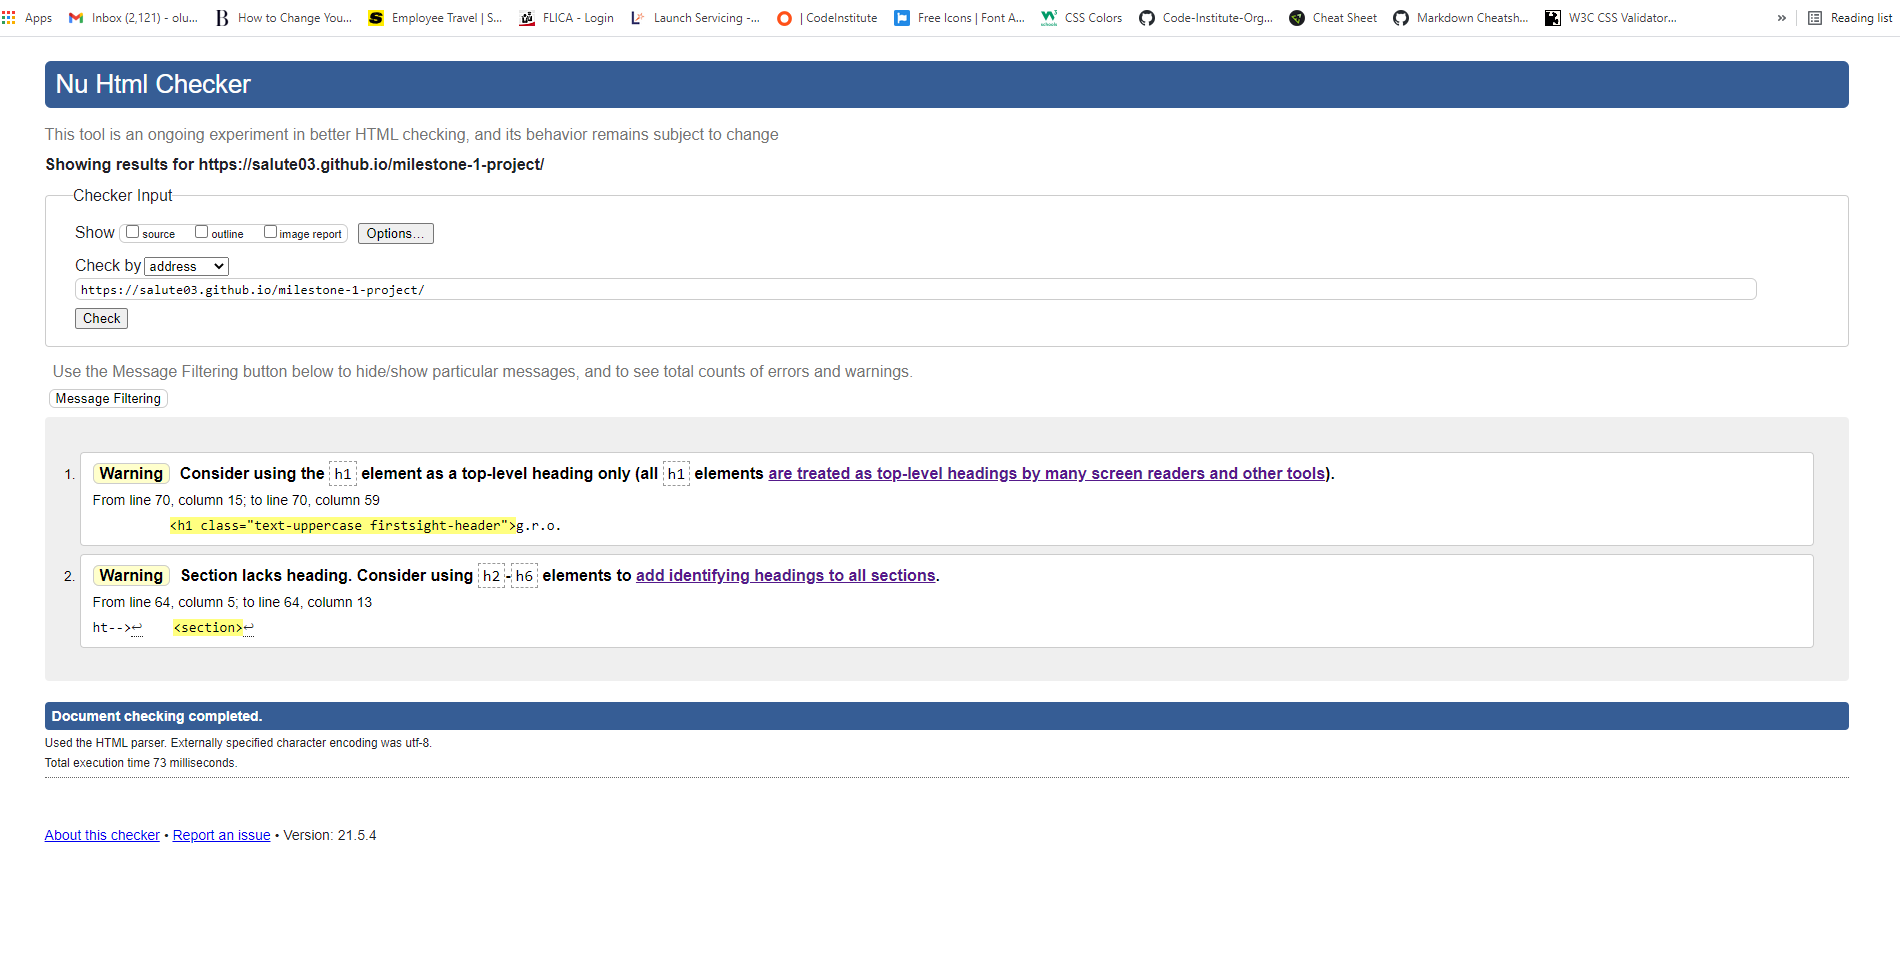 Apps Inbox (2,121) - olu... How to Change You... Employee Travel | S... FLICA - Login Launch Servicing -... | CodeInstitute Free Icons | Font A... CSS Colors Code-Institute-Org... Cheat Sheet Markdown Cheatsh... W3C CSS Validator... » Reading list
Nu Html Checker
This tool is an ongoing experiment in better HTML checking, and its behavior remains subject to change
Showing results for https://salute03.github.io/milestone-1-project/
Checker Input
Show source outline image report Options...
Check by address
https://salute03.github.io/milestone-1-project/
Check
Use the Message Filtering button below to hide/show particular messages, and to see total counts of errors and warnings.
Message Filtering
1. Warning Consider using the h1 element as a top-level heading only (all h1 elements are treated as top-level headings by many screen readers and other tools).
From line 70, column 15; to line 70, column 59
<h1 class="text-uppercase firstsight-header">g.r.o.
2. Warning Section lacks heading. Consider using h2-h6 elements to add identifying headings to all sections.
From line 64, column 5; to line 64, column 13
ht-->↩ <section>↩
Document checking completed.
Used the HTML parser. Externally specified character encoding was utf-8.
Total execution time 73 milliseconds.
About this checker • Report an issue • Version: 21.5.4